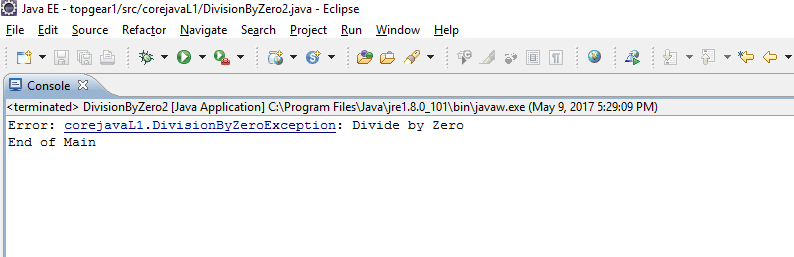 Java EE - topgear1/src/corejavaL1/DivisionByZero2.java - Eclipse
File Edit Source Refactor Navigate Search Project Run Window Help
Console
<terminated> DivisionByZero2 [Java Application] C:\Program Files\Java\jre1.8.0_101\bin\javaw.exe (May 9, 2017 5:29:09 PM)
Error: corejavaL1.DivisionByZeroException: Divide by Zero
End of Main